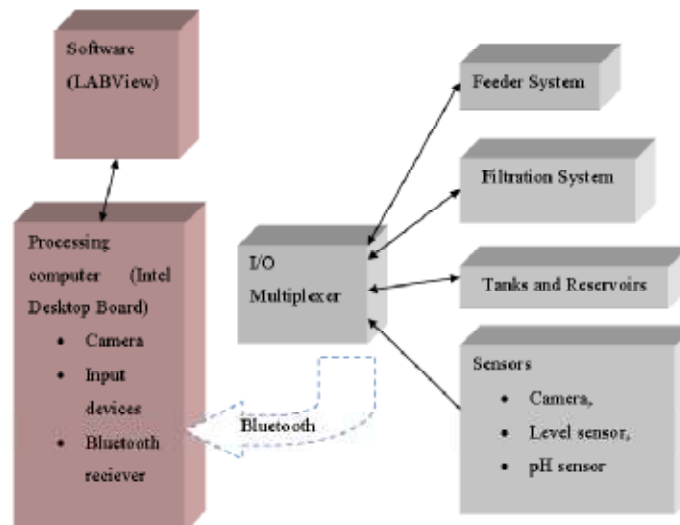 Software
(LABView)
Processing
computer (Intel
Desktop Board)
• Camera
• Input
devices
• Bluetooth
reciever
I/O
Multiplexer
Bluetooth
Feeder System
Filtration System
Tanks and Reservoirs
Sensors
• Camera,
• Level sensor,
• pH sensor